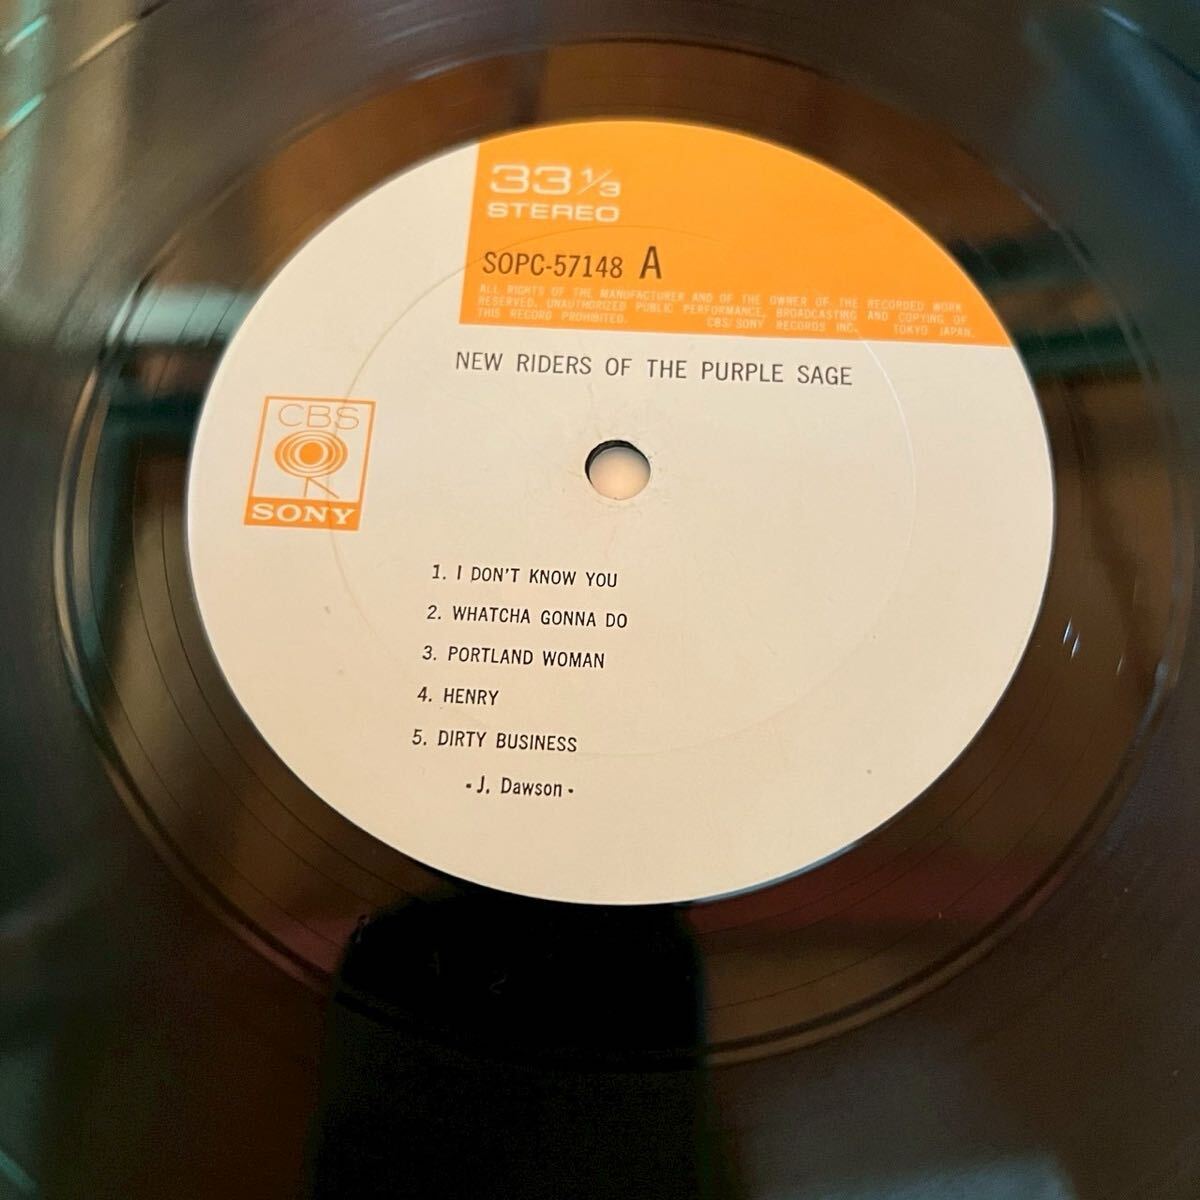 33 1/3
STEREO
SOPC-57148 A
ALL RIGHTS OF THE MANUFACTURER AND OF THE OWNER OF THE RECORDED WORK
RESERVED. UNAUTHORIZED PUBLIC PERFORMANCE, BROADCASTING AND COPYING OF
THIS RECORD PROHIBITED. CBS/SONY RECORDS INC. TOKYO JAPAN.
NEW RIDERS OF THE PURPLE SAGE
CBS
SONY
1. I DON'T KNOW YOU
2. WHATCHA GONNA DO
3. PORTLAND WOMAN
4. HENRY
5. DIRTY BUSINESS
- J. Dawson -